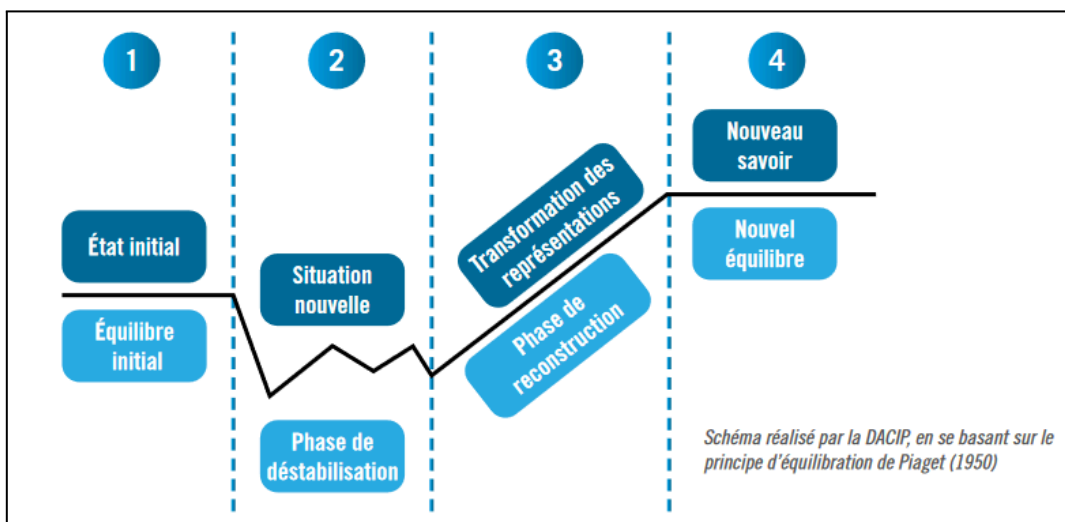 1
2
3
4
État initial
Équilibre
initial
Situation
nouvelle
Phase de
déstabilisation
Transformation des
représentations
Phase de
reconstruction
Nouveau
savoir
Nouvel
équilibre
Schéma réalisé par la DACIP, en se basant sur le
principe d'équilibration de Piaget (1950)